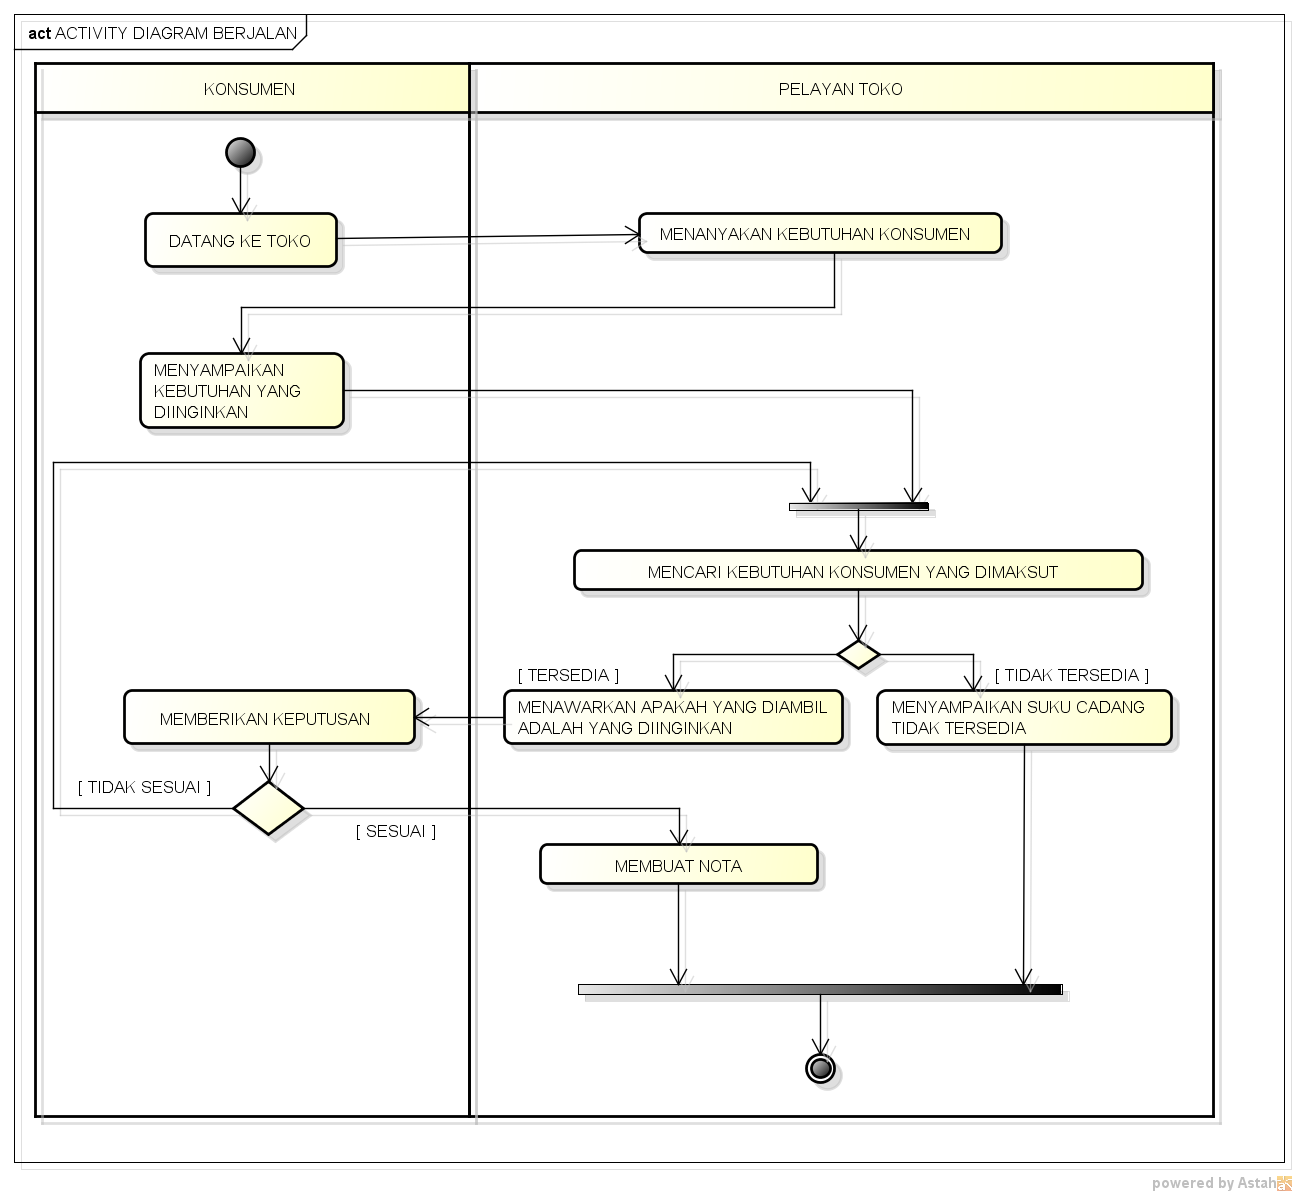 act ACTIVITY DIAGRAM BERJALAN
KONSUMEN
PELAYAN TOKO
DATANG KE TOKO
MENANYAKAN KEBUTUHAN KONSUMEN
MENYAMPAIKAN
KEBUTUHAN YANG
DIINGINKAN
MENCARI KEBUTUHAN KONSUMEN YANG DIMAKSUT
[ TERSEDIA ]
[ TIDAK TERSEDIA ]
MEMBERIKAN KEPUTUSAN
MENAWARKAN APAKAH YANG DIAMBIL
ADALAH YANG DIINGINKAN
MENYAMPAIKAN SUKU CADANG
TIDAK TERSEDIA
[ TIDAK SESUAI ]
[ SESUAI ]
MEMBUAT NOTA
powered by Astah